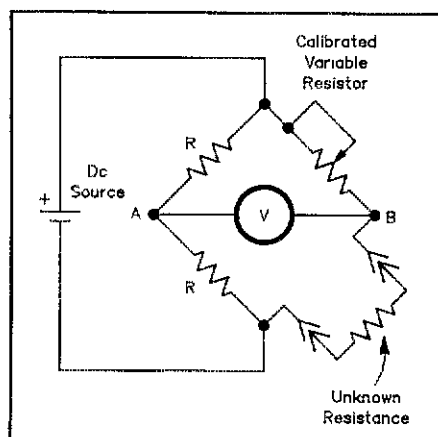 Calibrated
Variable
Resistor
R
Dc
Source
+
A
V
B
R
Unknown
Resistance